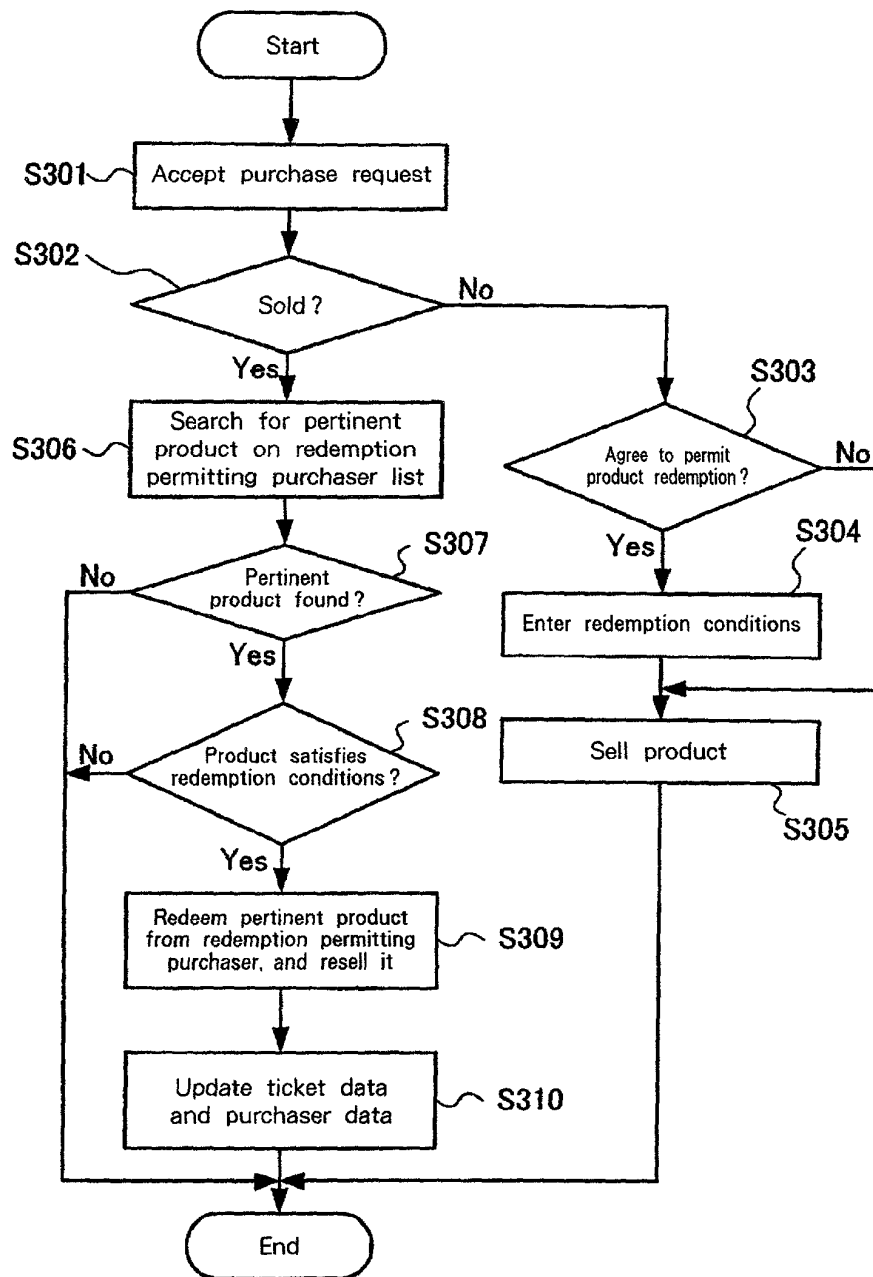 Start
S301
Accept purchase request
S302
Sold?
No
Yes
S303
Agree to permit
product redemption?
No
Yes
S306
Search for pertinent
product on redemption
permitting purchaser list
S304
Enter redemption conditions
S307
No
Pertinent
product found?
Yes
S308
No
Product satisfies
redemption conditions?
Yes
Sell product
S305
Redeem pertinent product
from redemption permitting
purchaser, and resell it
S309
Update ticket data
and purchaser data
S310
End